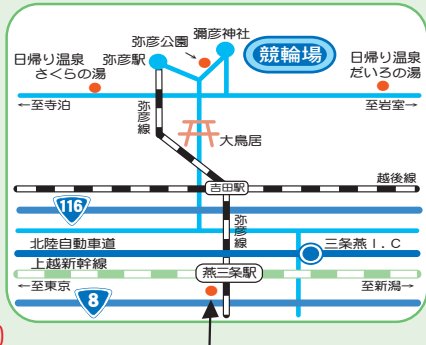 弥彦公園
彌彦神社
弥彦駅
競輪場
日帰り温泉
さくらの湯
日帰り温泉
だいろの湯
←至寺泊
→至岩室
弥彦線
大鳥居
越後線
吉田駅
116
弥彦線
北陸自動車道
三条燕I.C
上越新幹線
燕三条駅
←至東京
→至新潟
8